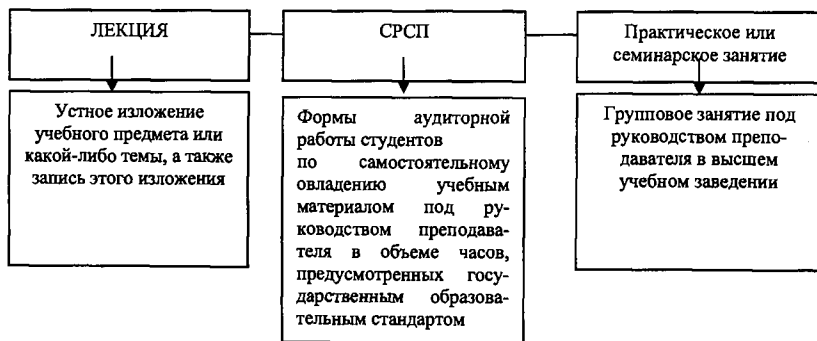 ЛЕКЦИЯ
Устное изложение
учебного предмета или
какой-либо темы, а также
запись этого изложения
СРСП
Формы аудиторной
работы студентов
по самостоятельному
овладению учебным
материалом под ру-
ководством преподава-
теля в объеме часов,
предусмотренных госу-
дарственным образова-
тельным стандартом
Практическое или
семинарское занятие
Групповое занятие под
руководством препо-
давателя в высшем
учебном заведении